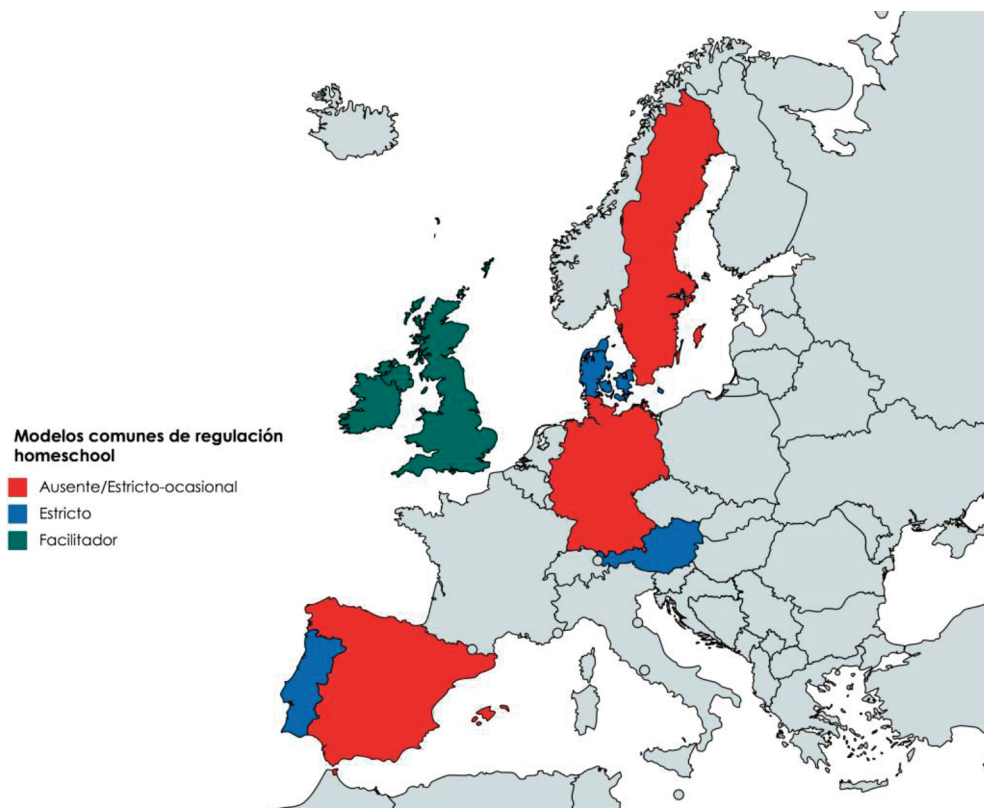 Modelos comunes de regulación
homeschool
Ausente/Estricto-ocasional
Estricto
Facilitador